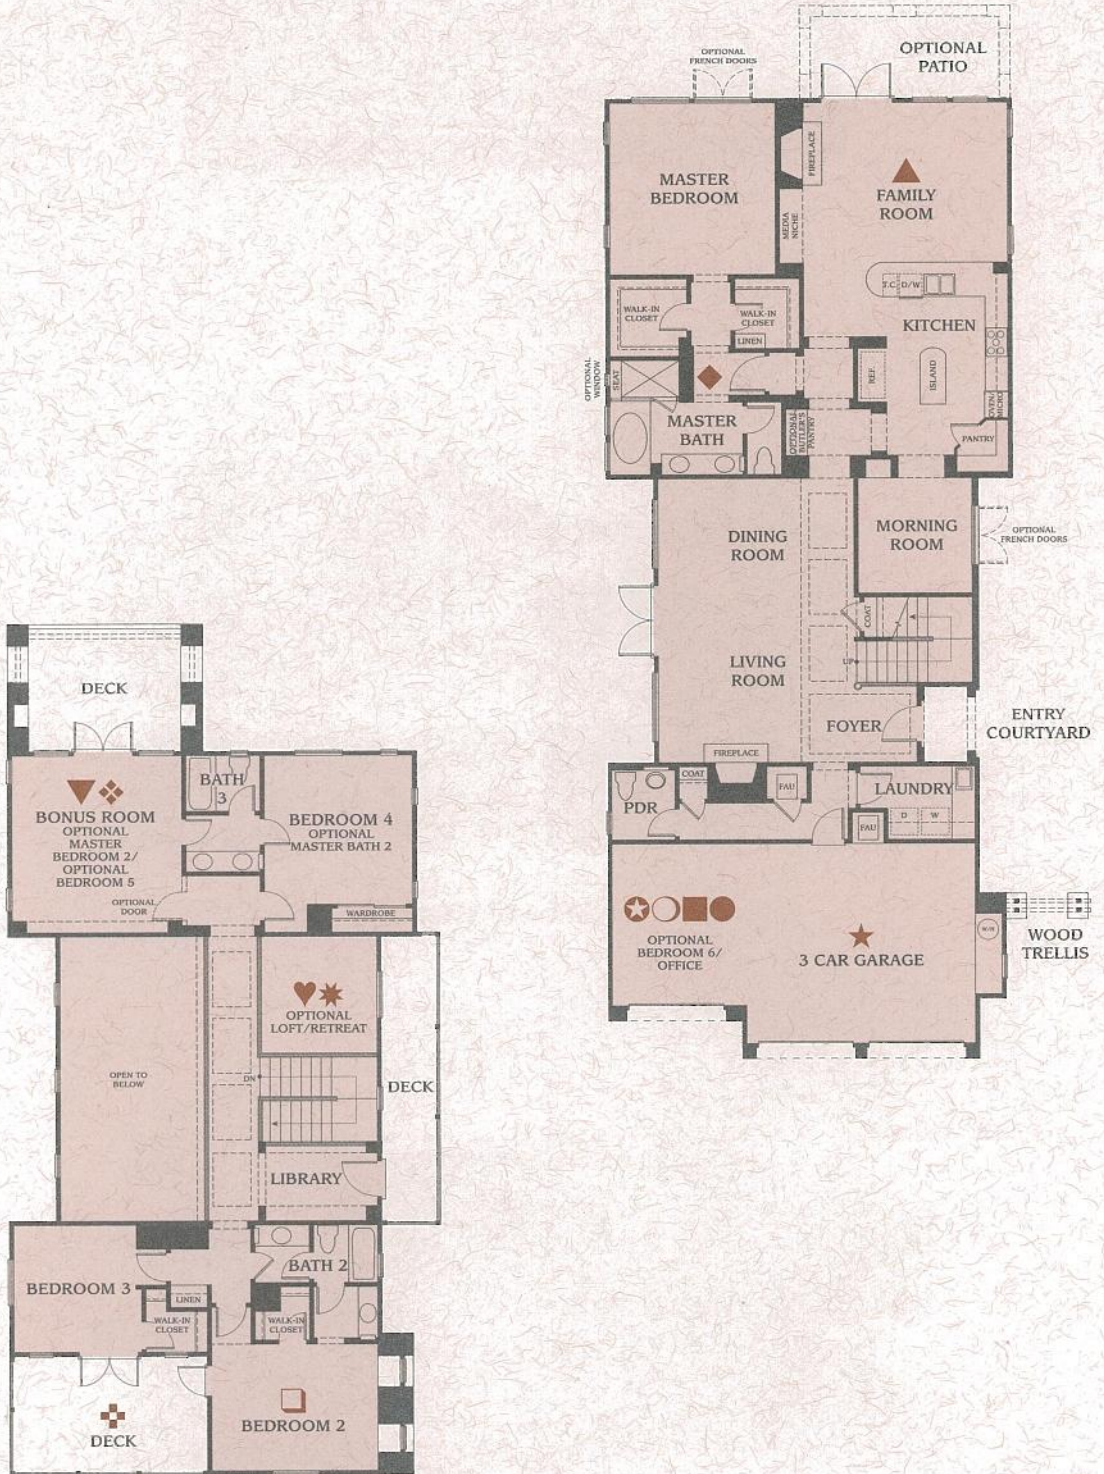 OPTIONAL
FRENCH DOORS
OPTIONAL
PATIO
MASTER
BEDROOM
FIREPLACE
MEDIA
NICHE
FAMILY
ROOM
T.C. D/W
WALK-IN
CLOSET
WALK-IN
CLOSET
LINEN
KITCHEN
OPTIONAL
WINDOW
SEAT
REF.
ISLAND
OVEN/
MICRO
MASTER
BATH
OPTIONAL
BUTLER'S
PANTRY
PANTRY
DINING
ROOM
MORNING
ROOM
OPTIONAL
FRENCH DOORS
COAT
LIVING
ROOM
UP
FOYER
ENTRY
COURTYARD
FIREPLACE
PDR
COAT
FAU
LAUNDRY
D W
FAU
OPTIONAL
BEDROOM 6/
OFFICE
3 CAR GARAGE
WOOD
TRELLIS
DECK
BATH
3
BONUS ROOM
OPTIONAL
MASTER
BEDROOM 2/
OPTIONAL
BEDROOM 5
BEDROOM 4
OPTIONAL
MASTER BATH 2
OPTIONAL
DOOR
WARDROBE
OPTIONAL
LOFT/RETREAT
OPEN TO
BELOW
DN
DECK
LIBRARY
BEDROOM 3
BATH 2
LINEN
WALK-IN
CLOSET
WALK-IN
CLOSET
BEDROOM 2
DECK